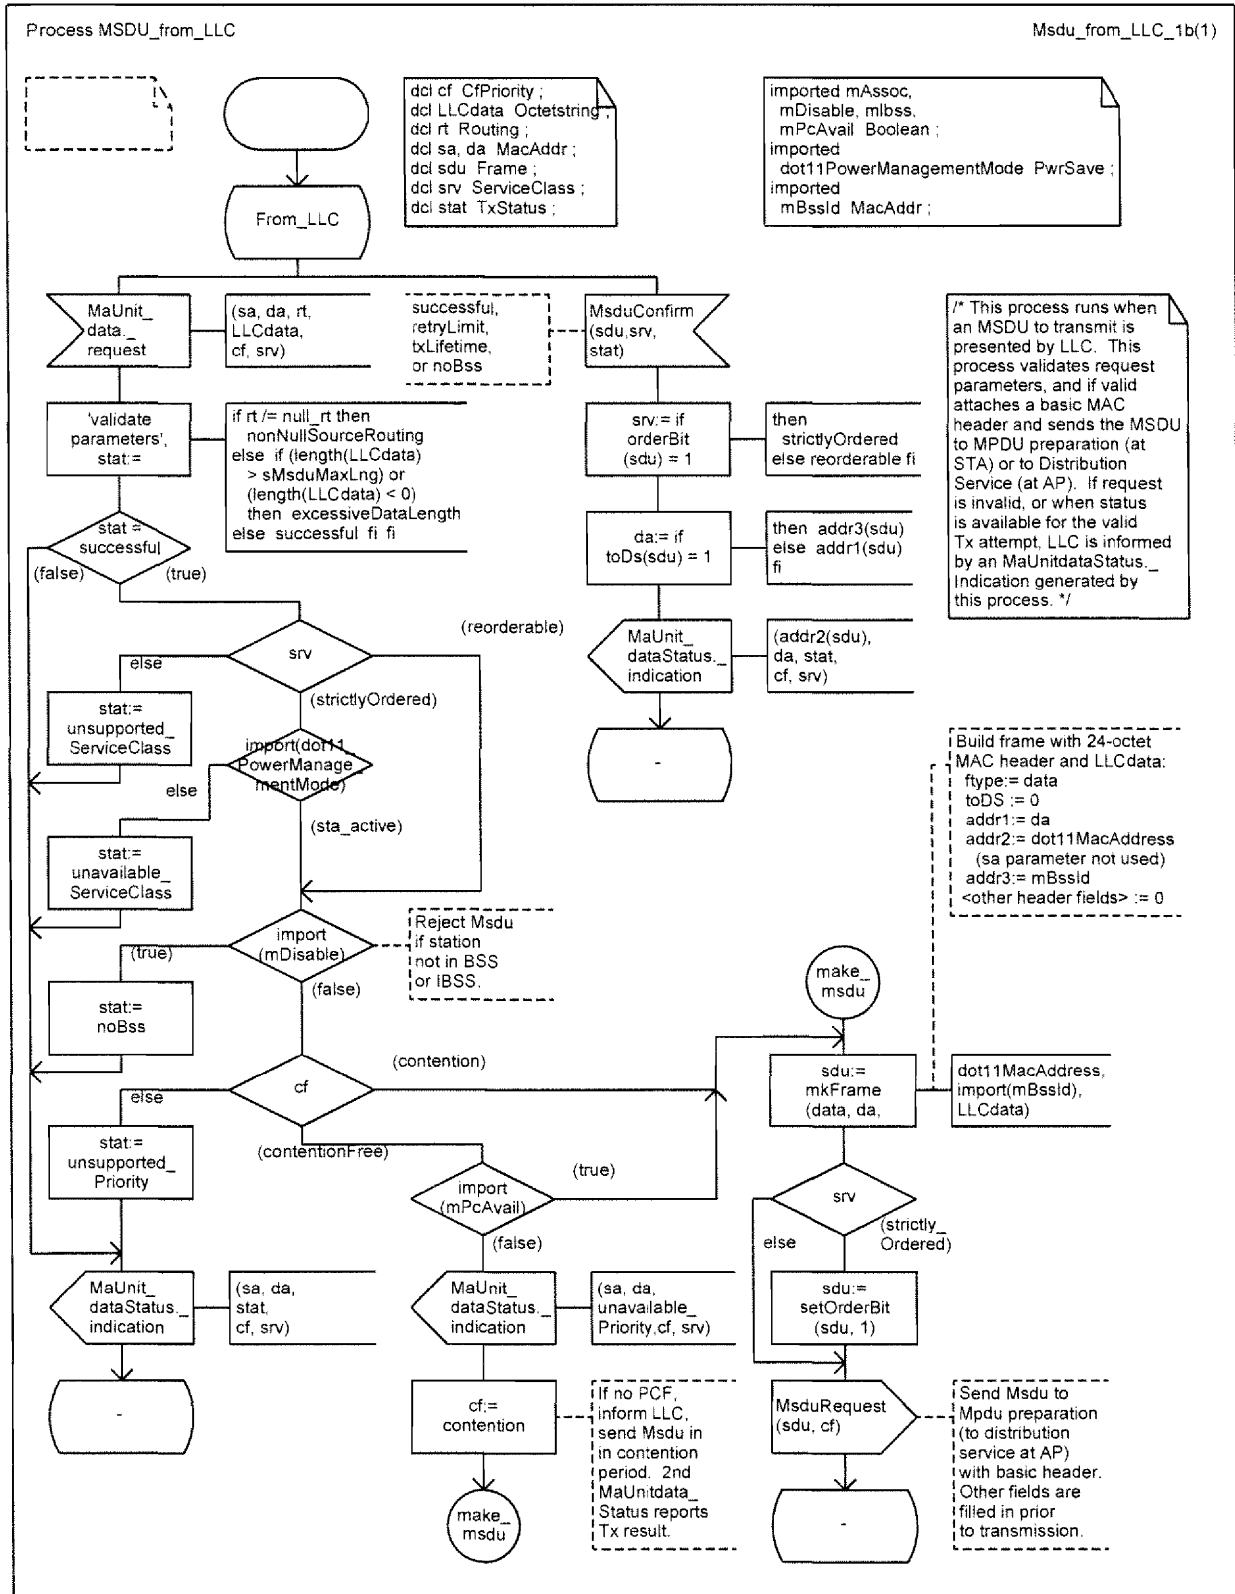 Process MSDU_from_LLC
Msdu_from_LLC_1b(1)
dcl cf CfPriority ;
dcl LLCdata Octetstring ;
dcl rt Routing ;
dcl sa, da MacAddr ;
dcl sdu Frame ;
dcl srv ServiceClass ;
dcl stat TxStatus ;
imported mAssoc,
mDisable, mIbss,
mPcAvail Boolean ;
imported
dot11PowerManagementMode PwrSave ;
imported
mBssId MacAddr ;
From_LLC
MaUnit_
data._
request
(sa, da, rt,
LLCdata,
cf, srv)
successful,
retryLimit,
txLifetime,
or noBss
MsduConfirm
(sdu,srv,
stat)
/* This process runs when
an MSDU to transmit is
presented by LLC. This
process validates request
parameters, and if valid
attaches a basic MAC
header and sends the MSDU
to MPDU preparation (at
STA) or to Distribution
Service (at AP). If request
is invalid, or when status
is available for the valid
Tx attempt, LLC is informed
by an MaUnitdataStatus._
Indication generated by
this process. */
'validate
parameters',
stat:=
if rt /= null_rt then
nonNullSourceRouting
else if (length(LLCdata)
> sMsduMaxLng) or
(length(LLCdata) < 0)
then excessiveDataLength
else successful fi fi
srv:= if
orderBit
(sdu) = 1
then
strictlyOrdered
else reorderable fi
stat =
successful
(false)
(true)
da:= if
toDs(sdu) = 1
then addr3(sdu)
else addr1(sdu)
fi
srv
(reorderable)
else
(strictlyOrdered)
MaUnit_
dataStatus._
indication
(addr2(sdu),
da, stat,
cf, srv)
-
stat:=
unsupported_
ServiceClass
import(dot11_
PowerManage_
mentMode)
else
(sta_active)
stat:=
unavailable_
ServiceClass
Build frame with 24-octet
MAC header and LLCdata:
ftype:= data
toDS := 0
addr1:= da
addr2:= dot11MacAddress
(sa parameter not used)
addr3:= mBssId
<other header fields> := 0
import
(mDisable)
(true)
(false)
Reject Msdu
if station
not in BSS
or IBSS.
stat:=
noBss
make_
msdu
cf
(contention)
else
(contentionFree)
sdu:=
mkFrame
(data, da,
dot11MacAddress,
import(mBssId),
LLCdata)
stat:=
unsupported_
Priority
import
(mPcAvail)
(true)
(false)
srv
else
(strictly_
Ordered)
MaUnit_
dataStatus._
indication
(sa, da,
stat,
cf, srv)
MaUnit_
dataStatus._
indication
(sa, da,
unavailable_
Priority,cf, srv)
sdu:=
setOrderBit
(sdu, 1)
-
cf:=
contention
If no PCF,
inform LLC,
send Msdu in
in contention
period. 2nd
MaUnitdata_
Status reports
Tx result.
MsduRequest
(sdu, cf)
Send Msdu to
Mpdu preparation
(to distribution
service at AP)
with basic header.
Other fields are
filled in prior
to transmission.
make_
msdu
-